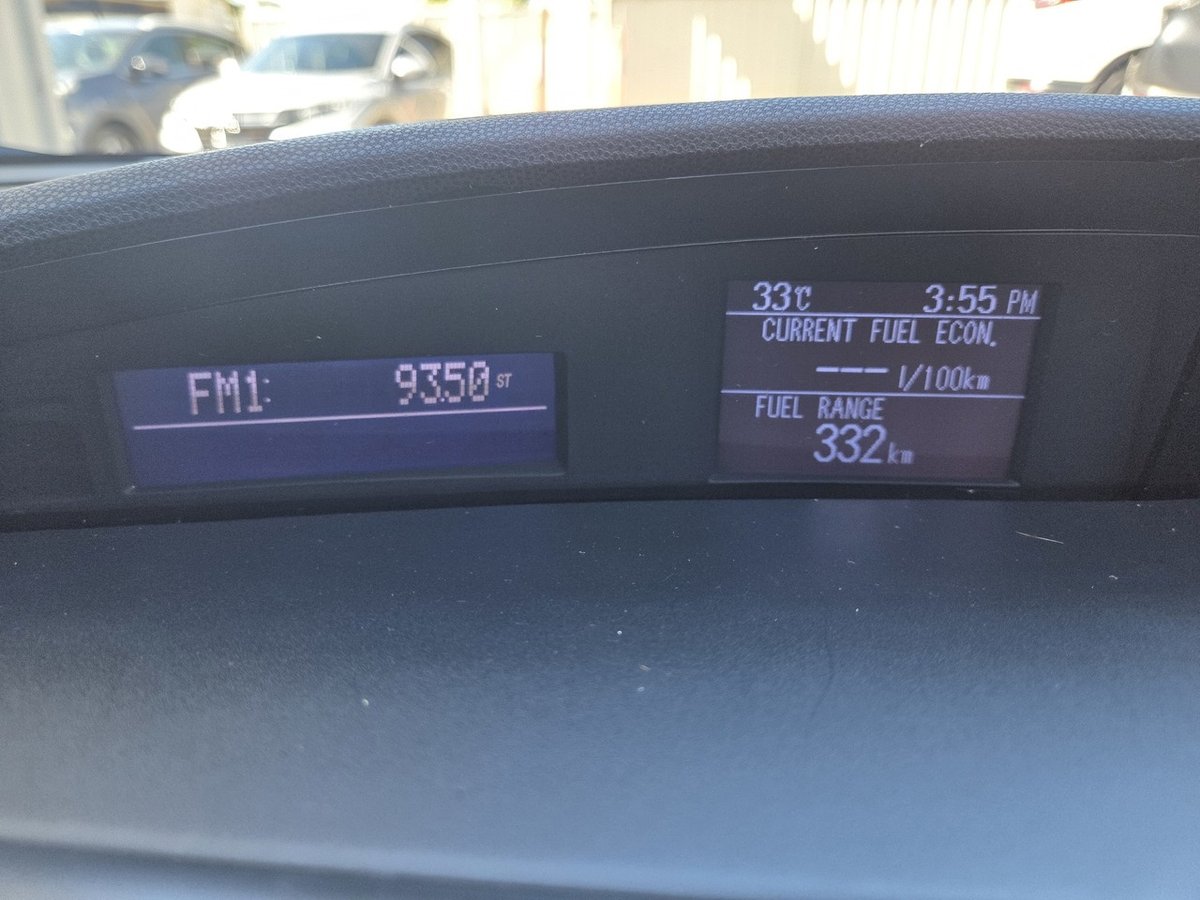 FM1: 93.50 ST
33℃ 3:55 PM
CURRENT FUEL ECON.
--- l/100km
FUEL RANGE
332km